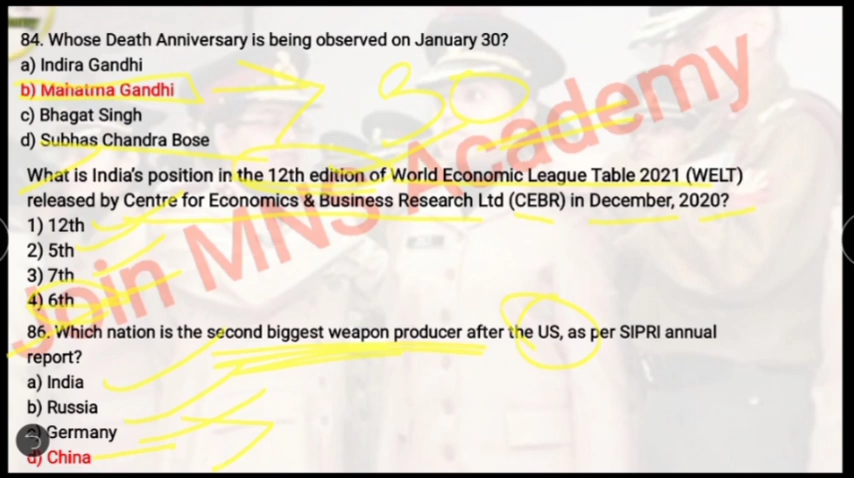 84. Whose Death Anniversary is being observed on January 30?
a) Indira Gandhi
b) Mahatma Gandhi
c) Bhagat Singh
d) Subhas Chandra Bose
What is India's position in the 12th edition of World Economic League Table 2021 (WELT)
released by Centre for Economics & Business Research Ltd (CEBR) in December, 2020?
1) 12th
2) 5th
3) 7th
4) 6th
86. Which nation is the second biggest weapon producer after the US, as per SIPRI annual
report?
a) India
b) Russia
c) Germany
d) China
Join MNS Academy
30